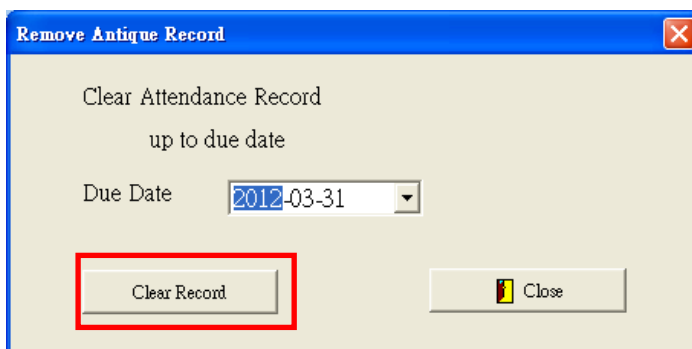 Remove Antique Record
Clear Attendance Record
up to due date
Due Date 2012-03-31
Clear Record Close